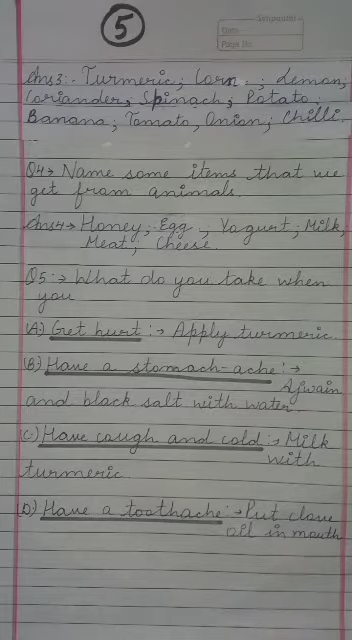 5
Date
Page No.
Ans3:- Turmeric; Corn; Lemon,
Coriander; Spinach; Potato;
Banana; Tomato, Onion; Chilli.
Q4→ Name some items that we
get from animals.
Ans4→ Honey; Egg, Yogurt; Milk,
Meat; Cheese.
Q5:→ What do you take when
you
(A) Get hurt:→ Apply turmeric.
(B) Have a stomach-ache:→
Ajwain
and black salt with water.
(C) Have cough and cold:→ Milk
with
turmeric
(D) Have a toothache:→ Put clove
oil in mouth